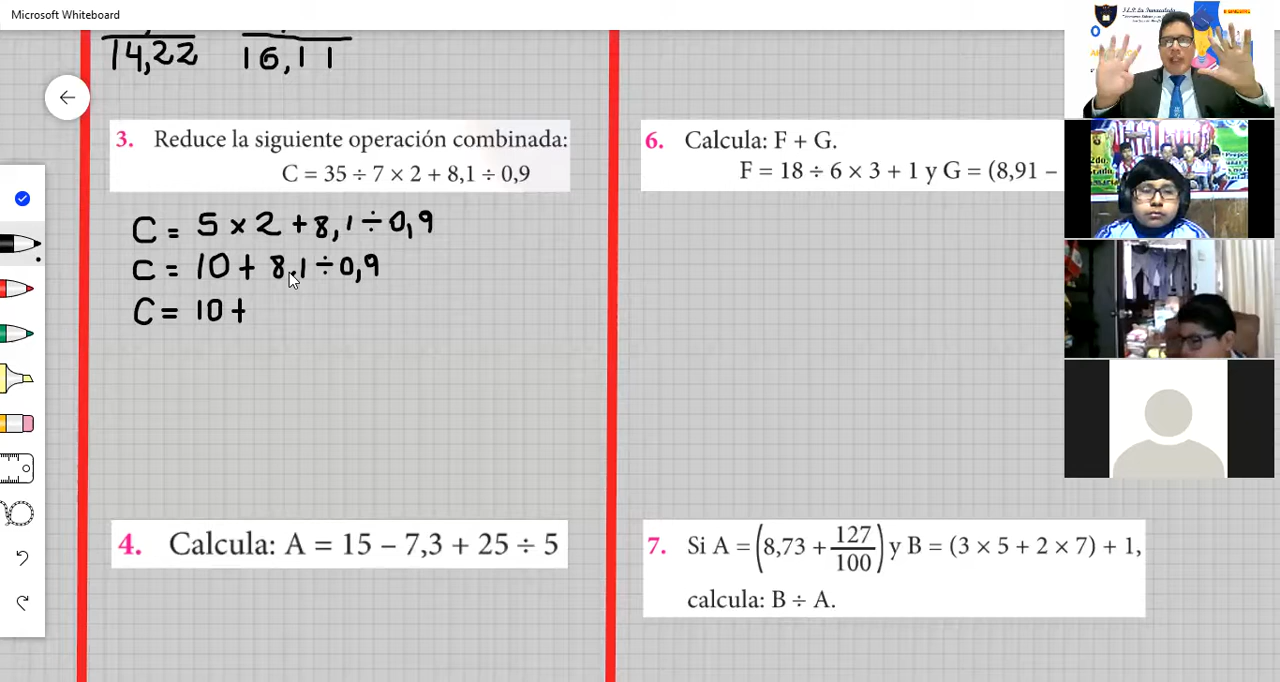 Microsoft Whiteboard
14,22 16,11
3. Reduce la siguiente operación combinada:
C = 35 ÷ 7 × 2 + 8,1 ÷ 0,9
C = 5 × 2 + 8,1 ÷ 0,9
C = 10 + 8,1 ÷ 0,9
C = 10 +
4. Calcula: A = 15 – 7,3 + 25 ÷ 5
6. Calcula: F + G.
F = 18 ÷ 6 × 3 + 1 y G = (8,91 –
7. Si A = (8,73 + 127/100) y B = (3 × 5 + 2 × 7) + 1,
calcula: B ÷ A.